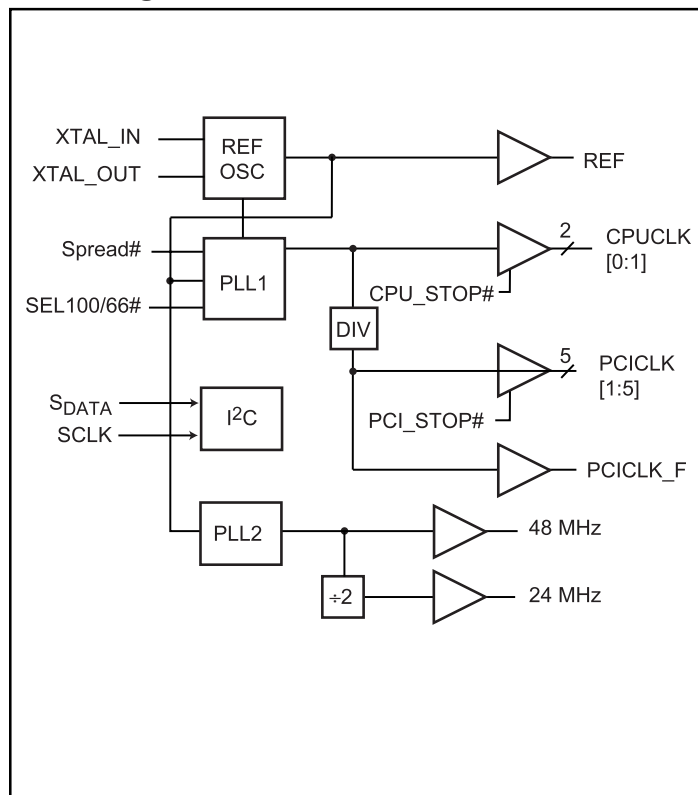 XTAL_IN
XTAL_OUT
REF
OSC
REF
Spread#
SEL100/66#
PLL1
2
CPUCLK
[0:1]
CPU_STOP#
DIV
5
PCICLK
[1:5]
PCI_STOP#
SDATA
SCLK
I2C
PCICLK_F
PLL2
48 MHz
÷2
24 MHz